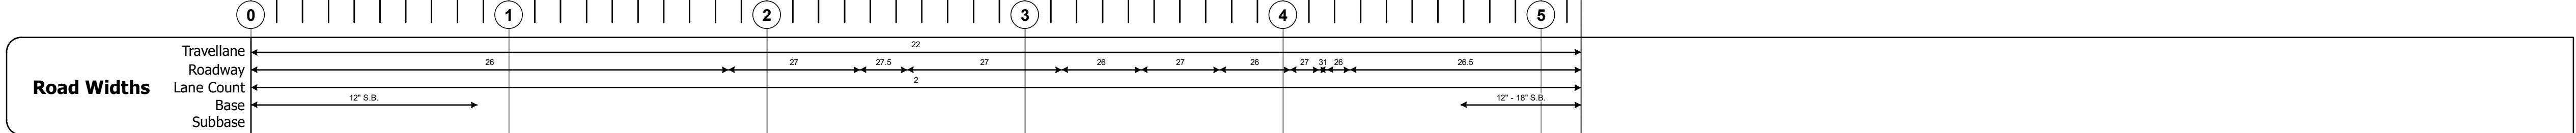 0 1 2 3 4 5
Road Widths
Travellane 22
Roadway 26 27 27.5 27 26 27 26 27 31 26 26.5
Lane Count 2
Base 12" S.B. 12" - 18" S.B.
Subbase